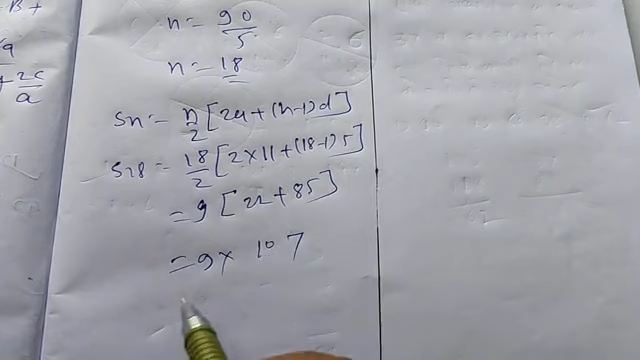 B +
2c
a
n = 90/5
n = 18
Sn = n/2 [2a + (n-1)d]
S18 = 18/2 [2×11 + (18-1)5]
= 9 [22 + 85]
= 9 × 107